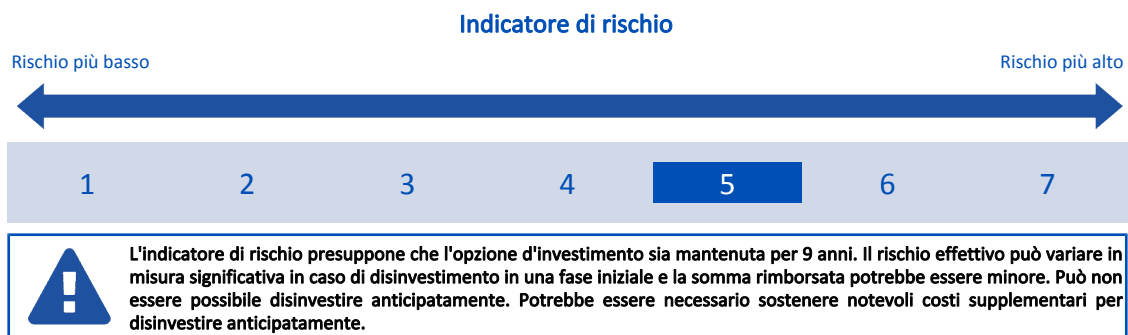 Indicatore di rischio
Rischio più basso
Rischio più alto
1 2 3 4 5 6 7
L'indicatore di rischio presuppone che l'opzione d'investimento sia mantenuta per 9 anni. Il rischio effettivo può variare in
misura significativa in caso di disinvestimento in una fase iniziale e la somma rimborsata potrebbe essere minore. Può non
essere possibile disinvestire anticipatamente. Potrebbe essere necessario sostenere notevoli costi supplementari per
disinvestire anticipatamente.